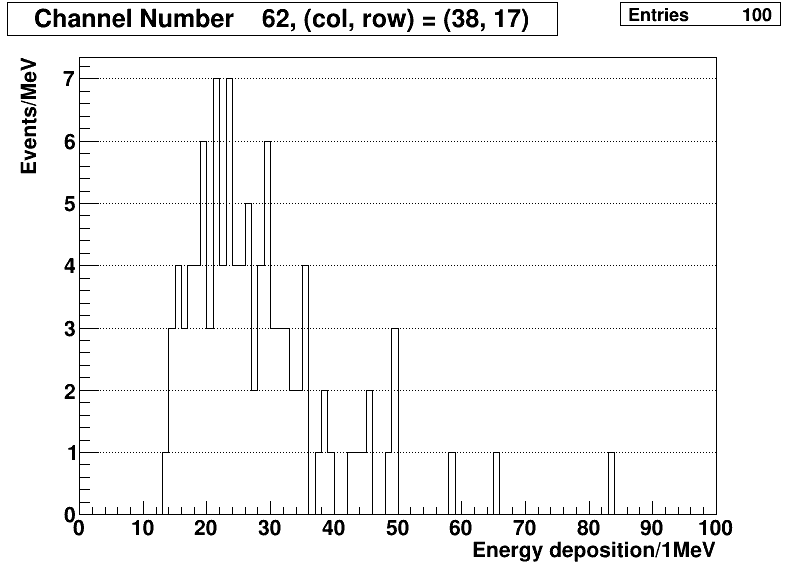 Channel Number 62, (col, row) = (38, 17)
Entries 100
Events/MeV
7
6
5
4
3
2
1
0
0 10 20 30 40 50 60 70 80 90 100
Energy deposition/1MeV